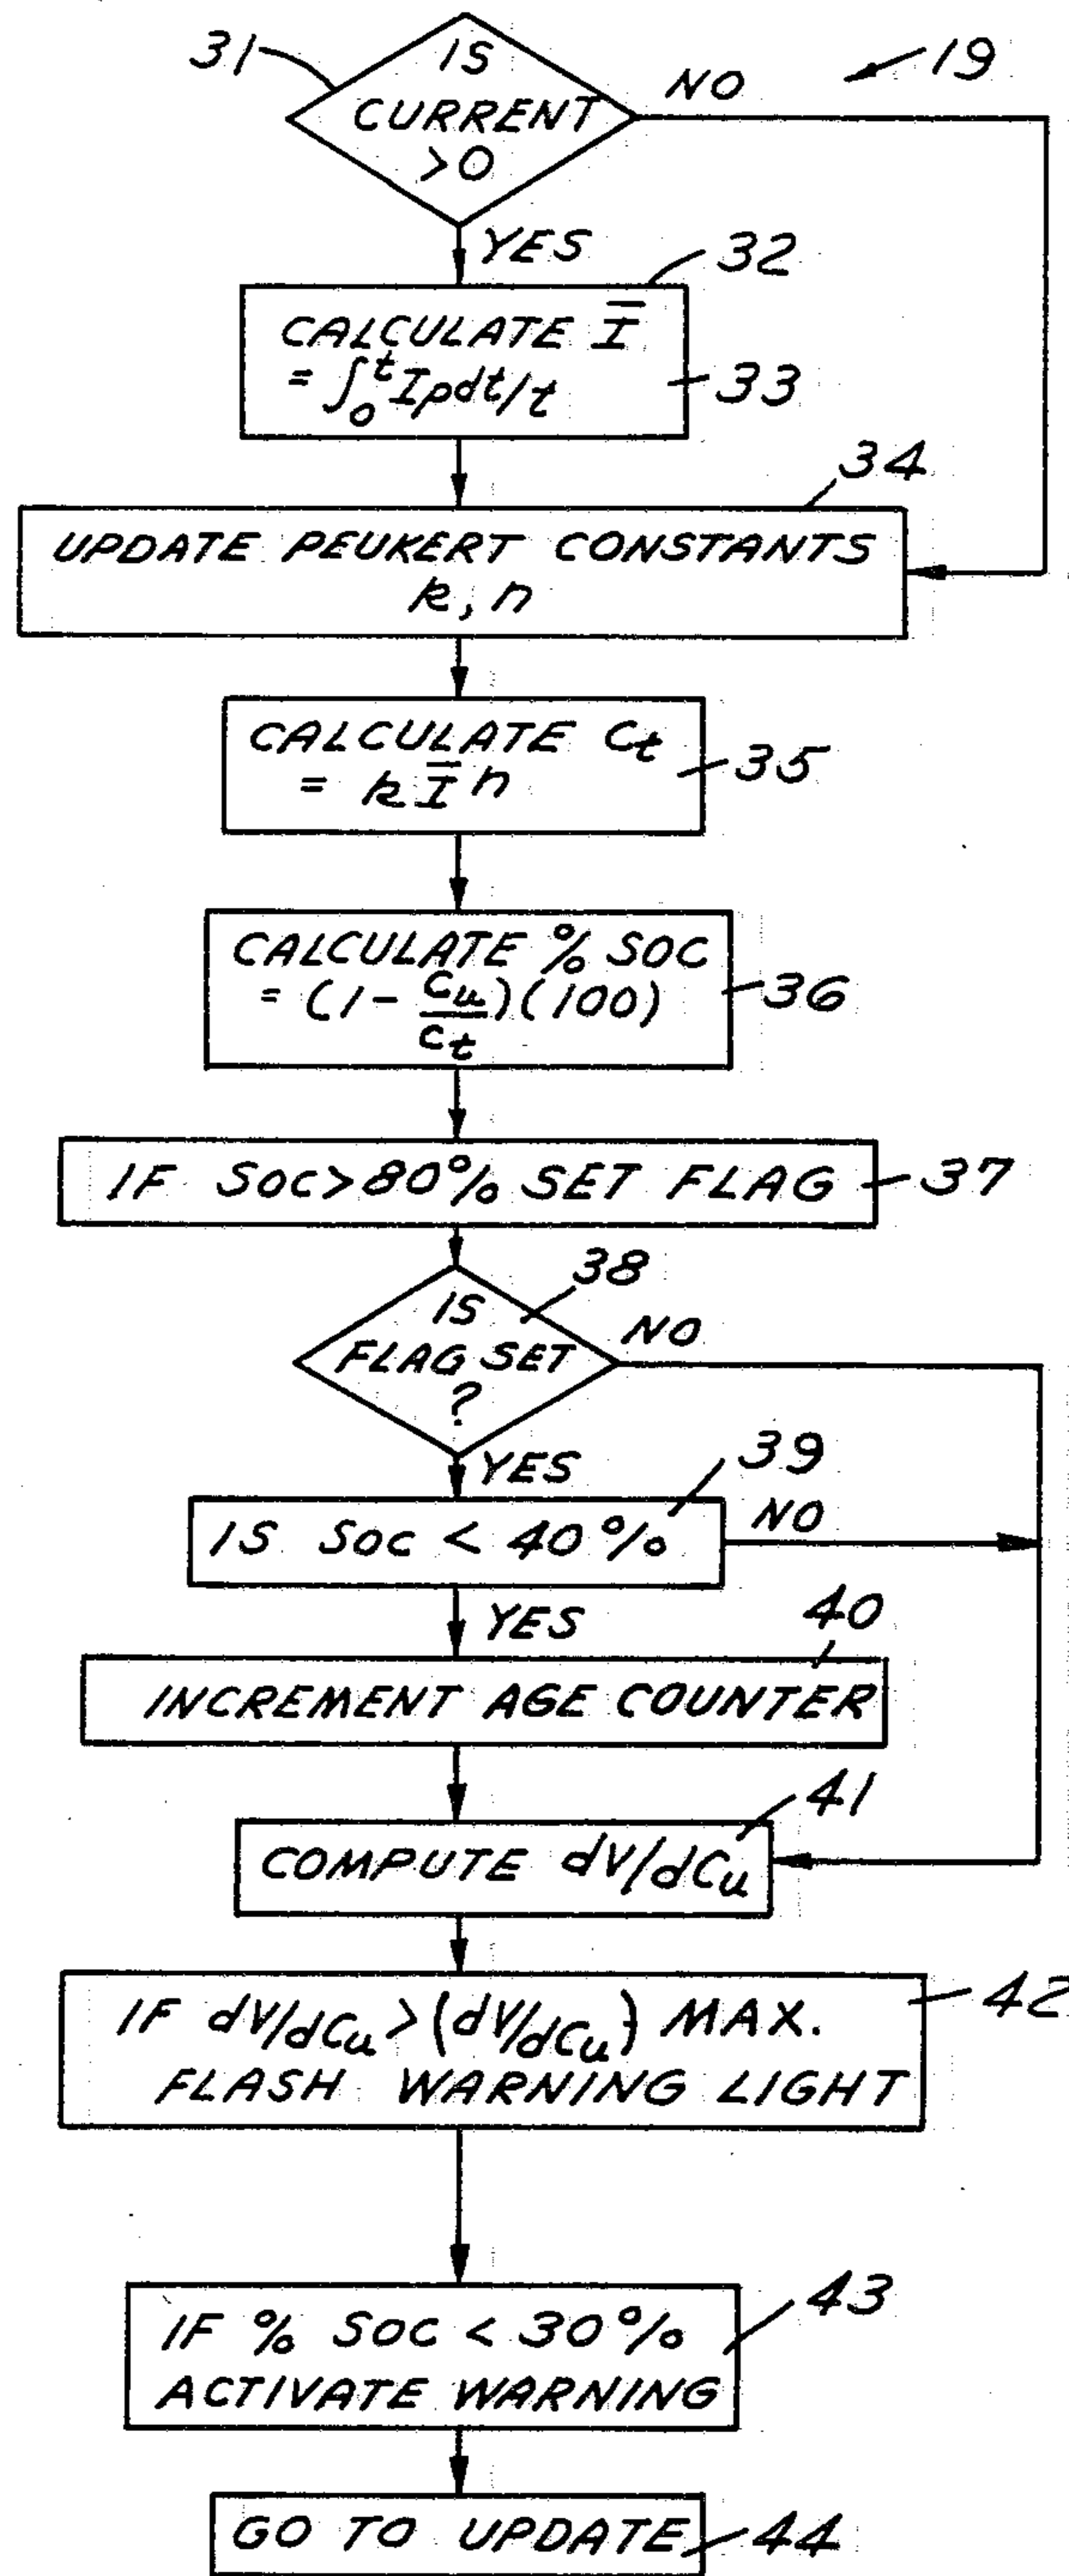 31
IS
CURRENT
>0
NO
19
YES
32
CALCULATE Ī
= ∫₀ᵗ Ip dt/t
33
34
UPDATE PEUKERT CONSTANTS
k, n
CALCULATE Cₜ
= k Ī ⁿ
35
CALCULATE % SOC
= (1 - Cᵤ/Cₜ)(100)
36
IF SOC>80% SET FLAG
37
38
IS
FLAG SET
?
NO
YES
39
IS SOC < 40%
NO
YES
40
INCREMENT AGE COUNTER
41
COMPUTE dV/dCᵤ
IF dV/dCᵤ > (dV/dCᵤ) MAX.
FLASH WARNING LIGHT
42
IF % SOC < 30%
ACTIVATE WARNING
43
GO TO UPDATE
44